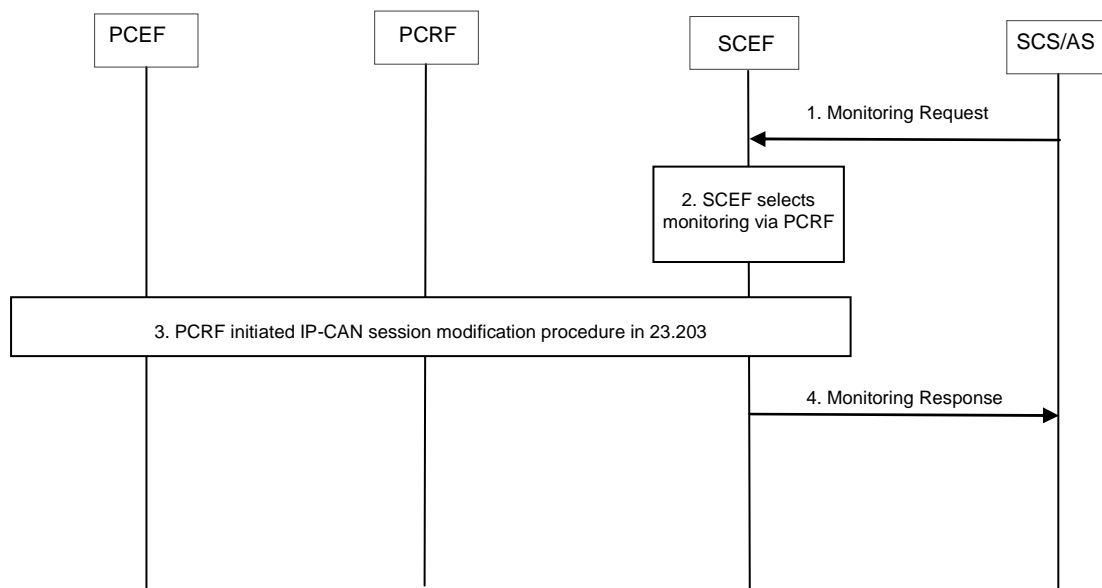 PCEF
PCRF
SCEF
SCS/AS
1. Monitoring Request
2. SCEF selects
monitoring via PCRF
3. PCRF initiated IP-CAN session modification procedure in 23.203
4. Monitoring Response